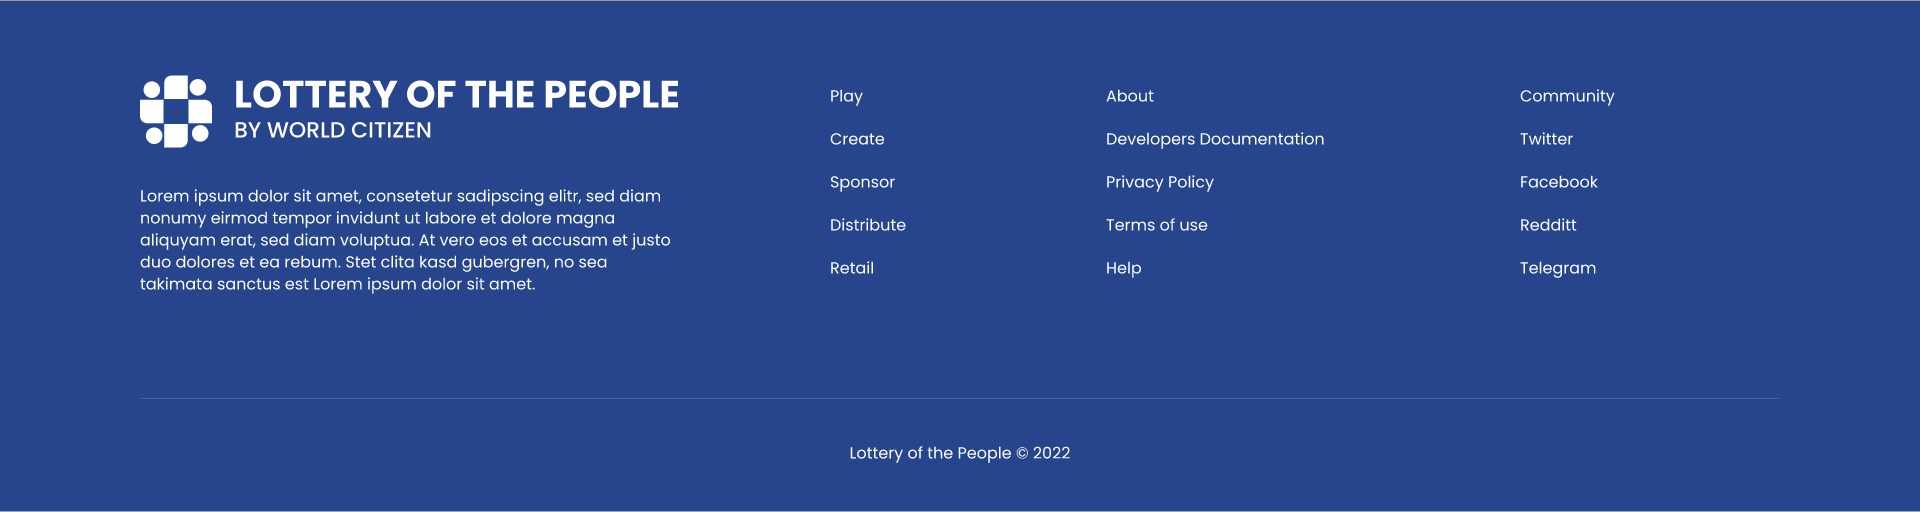 LOTTERY OF THE PEOPLE
BY WORLD CITIZEN
Lorem ipsum dolor sit amet, consetetur sadipscing elitr, sed diam
nonumy eirmod tempor invidunt ut labore et dolore magna
aliquyam erat, sed diam voluptua. At vero eos et accusam et justo
duo dolores et ea rebum. Stet clita kasd gubergren, no sea
takimata sanctus est Lorem ipsum dolor sit amet.
Play
Create
Sponsor
Distribute
Retail
About
Developers Documentation
Privacy Policy
Terms of use
Help
Community
Twitter
Facebook
Redditt
Telegram
Lottery of the People © 2022